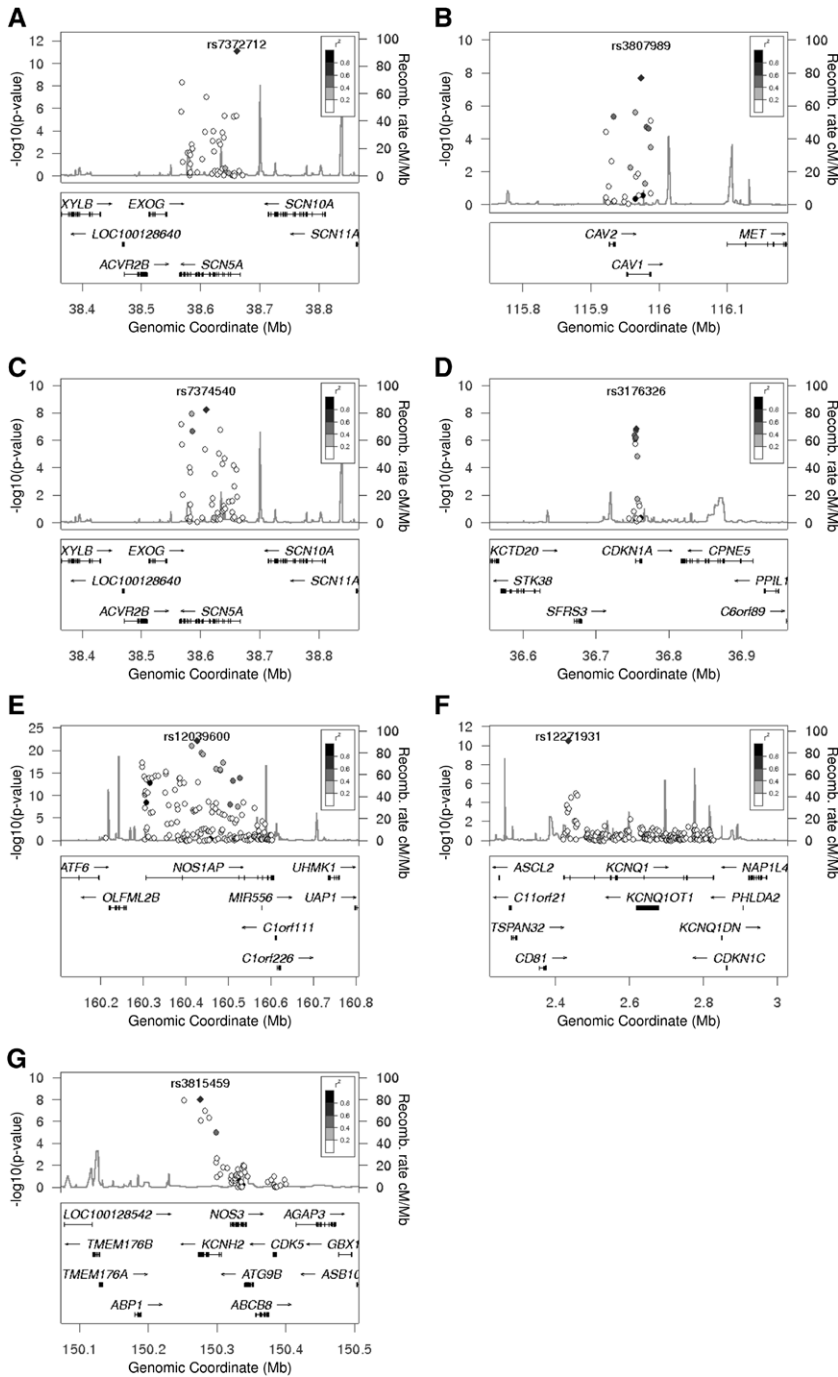 A
rs7372712
r²
0.8
0.6
0.4
0.2
12
10
8
6
4
2
0
100
80
60
40
20
0
-log10(p-value)
Recomb. rate cM/Mb
XYLB →
EXOG →
← SCN10A
← LOC100128640
← SCN11A
ACVR2B →
← SCN5A
38.4 38.5 38.6 38.7 38.8
Genomic Coordinate (Mb)
B
rs3807989
r²
0.8
0.6
0.4
0.2
10
8
6
4
2
0
100
80
60
40
20
0
-log10(p-value)
Recomb. rate cM/Mb
CAV2 →
MET →
CAV1 →
115.8 115.9 116 116.1
Genomic Coordinate (Mb)
C
rs7374540
r²
0.8
0.6
0.4
0.2
10
8
6
4
2
0
100
80
60
40
20
0
-log10(p-value)
Recomb. rate cM/Mb
XYLB →
EXOG →
← SCN10A
← LOC100128640
← SCN11A
ACVR2B →
← SCN5A
38.4 38.5 38.6 38.7 38.8
Genomic Coordinate (Mb)
D
rs3176326
r²
0.8
0.6
0.4
0.2
10
8
6
4
2
0
100
80
60
40
20
0
-log10(p-value)
Recomb. rate cM/Mb
KCTD20 →
CDKN1A →
← CPNE5
← STK38
← PPIL1
SFRS3 →
C6orf89 →
36.6 36.7 36.8 36.9
Genomic Coordinate (Mb)
E
rs12039600
r²
0.8
0.6
0.4
0.2
25
20
15
10
5
0
100
80
60
40
20
0
-log10(p-value)
Recomb. rate cM/Mb
ATF6 →
NOS1AP →
UHMK1 →
← OLFML2B
MIR556 →
← UAP1 →
← C1orf111
C1orf226 →
160.2 160.3 160.4 160.5 160.6 160.7 160.8
Genomic Coordinate (Mb)
F
rs12271931
r²
0.8
0.6
0.4
0.2
12
10
8
6
4
2
0
100
80
60
40
20
0
-log10(p-value)
Recomb. rate cM/Mb
← ASCL2
KCNQ1 →
← NAP1L4
← C11orf21
← KCNQ1OT1
← PHLDA2
TSPAN32 →
KCNQ1DN →
CD81 →
← CDKN1C
2.4 2.6 2.8 3
Genomic Coordinate (Mb)
G
rs3815459
r²
0.8
0.6
0.4
0.2
10
8
6
4
2
0
100
80
60
40
20
0
-log10(p-value)
Recomb. rate cM/Mb
LOC100128542 →
NOS3 →
AGAP3 →
← TMEM176B
← KCNH2
← CDK5
← GBX1
TMEM176A →
← ATG9B
← ASB10
ABP1 →
ABCB8 →
150.1 150.2 150.3 150.4 150.5
Genomic Coordinate (Mb)